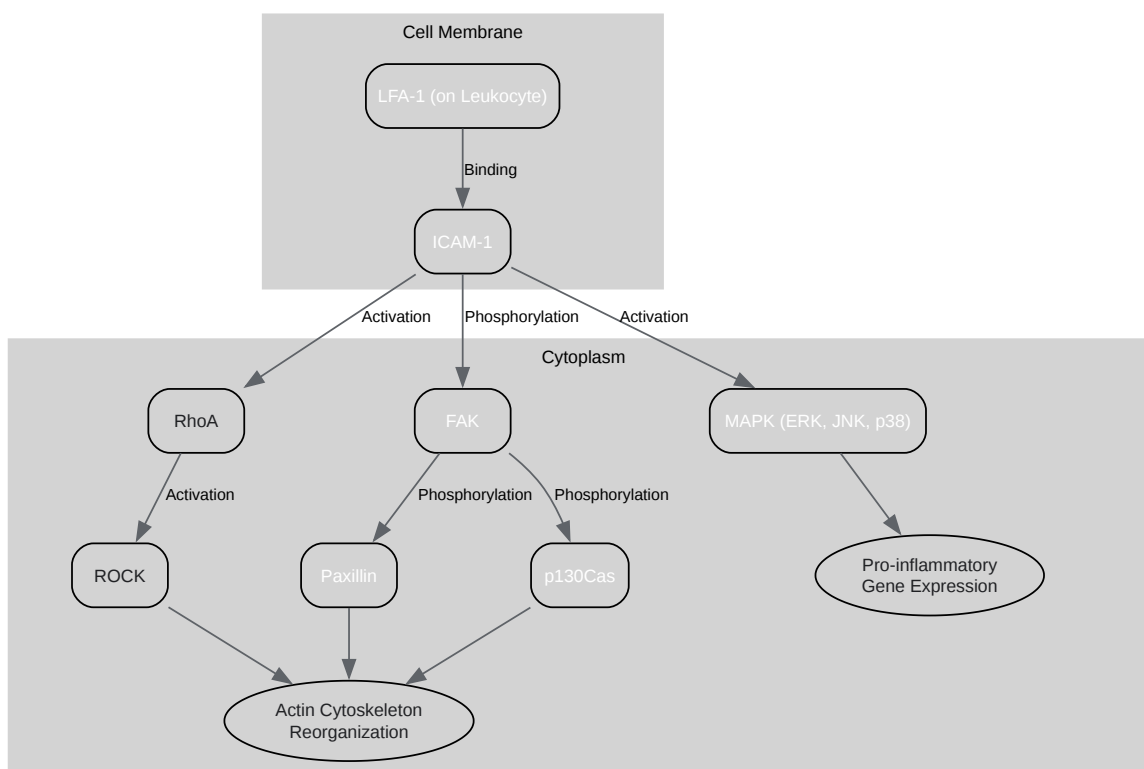 Cell Membrane
LFA-1 (on Leukocyte)
Binding
ICAM-1
Activation
Phosphorylation
Activation
Cytoplasm
RhoA
FAK
MAPK (ERK, JNK, p38)
Activation
Phosphorylation
Phosphorylation
ROCK
Paxillin
p130Cas
Pro-inflammatory
Gene Expression
Actin Cytoskeleton
Reorganization